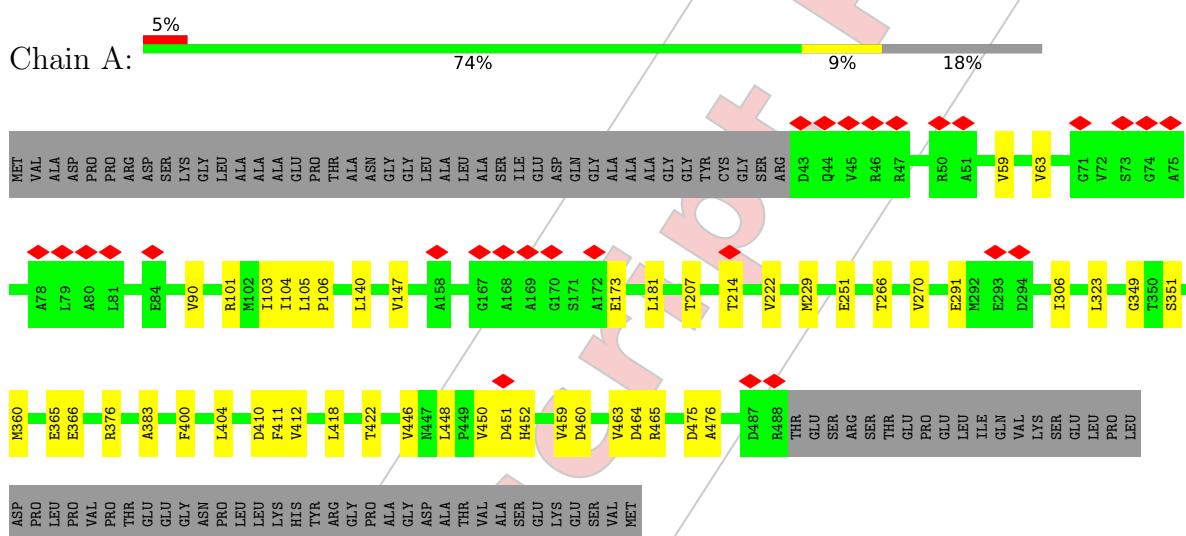 5%
Chain A:
74% 9% 18%
MET VAL ALA ASP PRO PRO ARG ASP SER LYS GLY LEU ALA ALA ALA GLU PRO THR ALA ASN GLY GLY LEU ALA LEU ALA SER ILE GLU ASP GLN GLY ALA ALA ALA GLY GLY TYR CYS GLY SER ARG D43 Q44 V45 R46 R47 R50 A51 V59 V63 G71 V72 S73 G74 A75
A78 L79 A80 L81 E84 V90 R101 M102 I103 I104 L105 P106 L140 V147 A158 G167 A168 A169 G170 S171 A172 E173 L181 T207 T214 V222 M229 E251 T266 V270 E291 M292 E293 D294 I306 L323 G349 T350 S351
M360 E365 E366 R376 A383 F400 L404 D410 F411 V412 L418 T422 V446 N447 L448 P449 V450 D451 H452 V459 D460 V463 D464 R465 D475 A476 D487 R488 THR GLU SER ARG SER THR GLU PRO GLU LEU ILE GLN VAL LYS SER GLU LEU PRO LEU
ASP PRO LEU PRO VAL PRO THR GLU GLU GLY ASN PRO LEU LEU LYS HIS TYR ARG GLY PRO ALA GLY ASP ALA THR VAL ALA SER GLU LYS GLU SER VAL MET